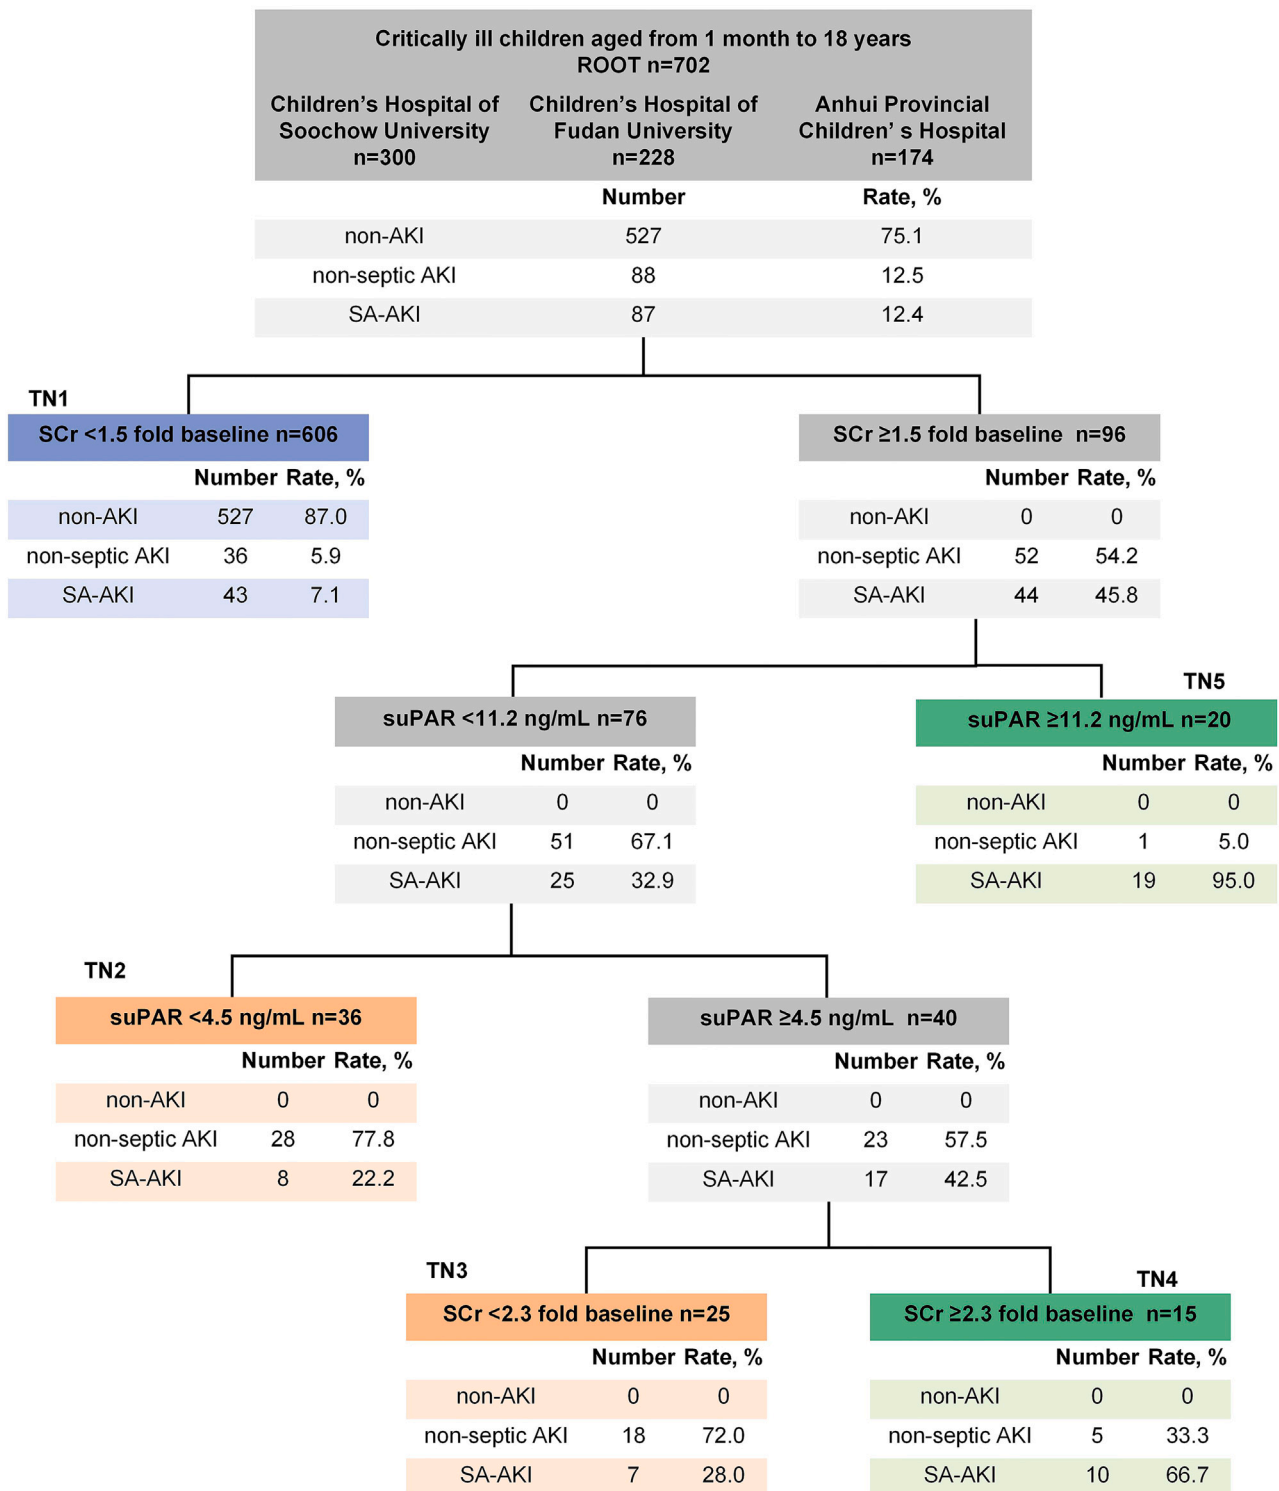 Critically ill children aged from 1 month to 18 years
ROOT n=702
Children's Hospital of Soochow University n=300
Children's Hospital of Fudan University n=228
Anhui Provincial Children' s Hospital n=174
Number Rate, %
non-AKI 527 75.1
non-septic AKI 88 12.5
SA-AKI 87 12.4
TN1
SCr <1.5 fold baseline n=606
Number Rate, %
non-AKI 527 87.0
non-septic AKI 36 5.9
SA-AKI 43 7.1
SCr ≥1.5 fold baseline n=96
Number Rate, %
non-AKI 0 0
non-septic AKI 52 54.2
SA-AKI 44 45.8
suPAR <11.2 ng/mL n=76
Number Rate, %
non-AKI 0 0
non-septic AKI 51 67.1
SA-AKI 25 32.9
TN5
suPAR ≥11.2 ng/mL n=20
Number Rate, %
non-AKI 0 0
non-septic AKI 1 5.0
SA-AKI 19 95.0
TN2
suPAR <4.5 ng/mL n=36
Number Rate, %
non-AKI 0 0
non-septic AKI 28 77.8
SA-AKI 8 22.2
suPAR ≥4.5 ng/mL n=40
Number Rate, %
non-AKI 0 0
non-septic AKI 23 57.5
SA-AKI 17 42.5
TN3
SCr <2.3 fold baseline n=25
Number Rate, %
non-AKI 0 0
non-septic AKI 18 72.0
SA-AKI 7 28.0
TN4
SCr ≥2.3 fold baseline n=15
Number Rate, %
non-AKI 0 0
non-septic AKI 5 33.3
SA-AKI 10 66.7